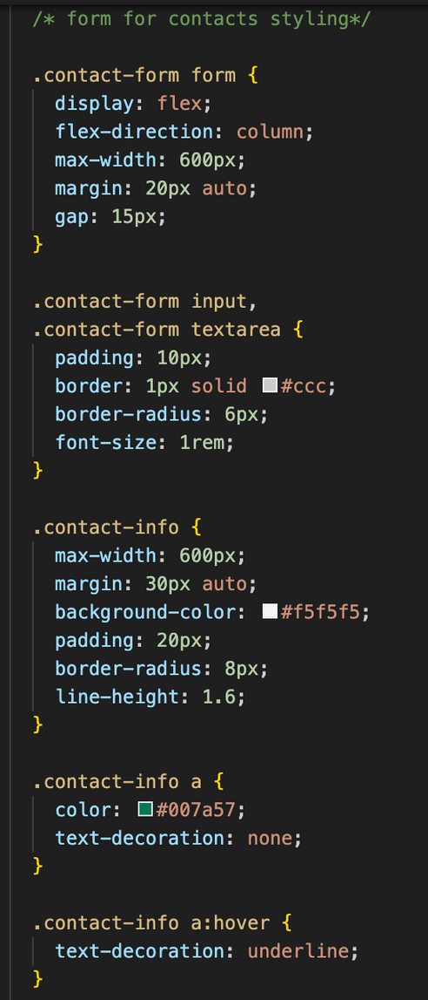 /* form for contacts styling*/
.contact-form form {
display: flex;
flex-direction: column;
max-width: 600px;
margin: 20px auto;
gap: 15px;
}
.contact-form input,
.contact-form textarea {
padding: 10px;
border: 1px solid #ccc;
border-radius: 6px;
font-size: 1rem;
}
.contact-info {
max-width: 600px;
margin: 30px auto;
background-color: #f5f5f5;
padding: 20px;
border-radius: 8px;
line-height: 1.6;
}
.contact-info a {
color: #007a57;
text-decoration: none;
}
.contact-info a:hover {
text-decoration: underline;
}